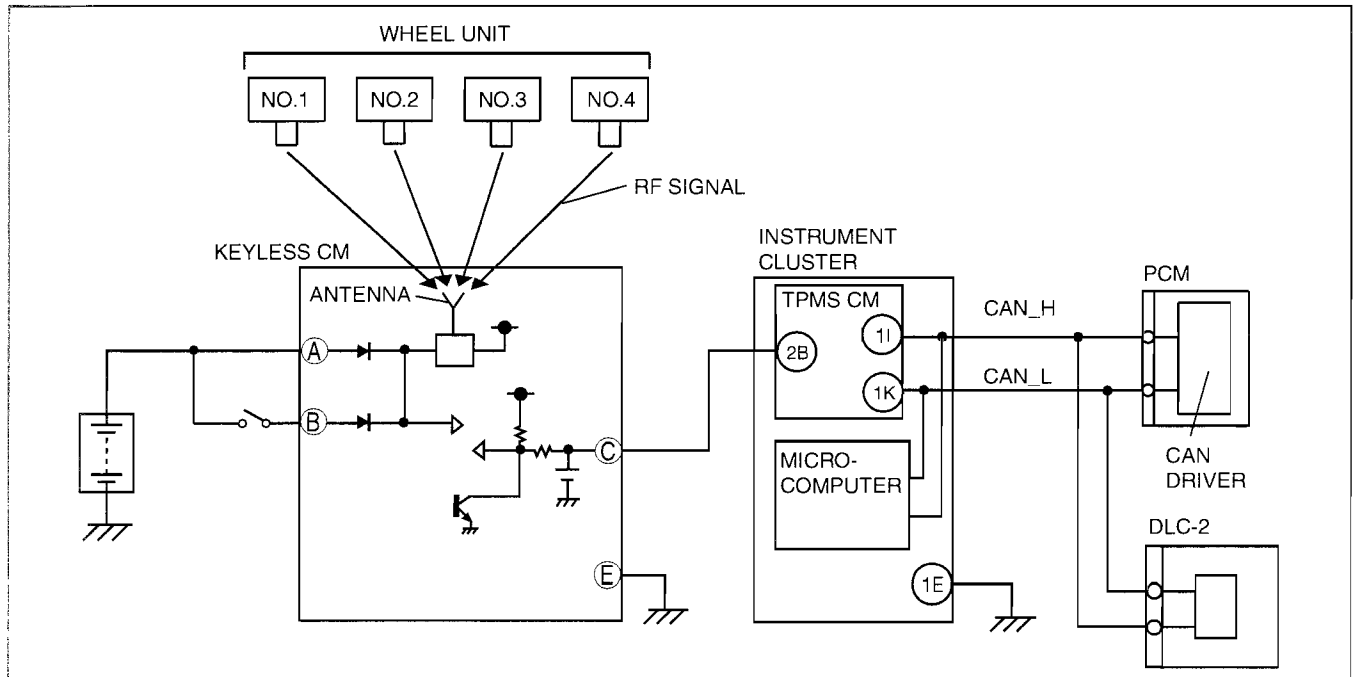 WHEEL UNIT
NO.1
NO.2
NO.3
NO.4
RF SIGNAL
KEYLESS CM
ANTENNA
A
B
C
E
INSTRUMENT
CLUSTER
TPMS CM
2B
1I
1K
MICRO-
COMPUTER
1E
CAN_H
CAN_L
PCM
CAN
DRIVER
DLC-2